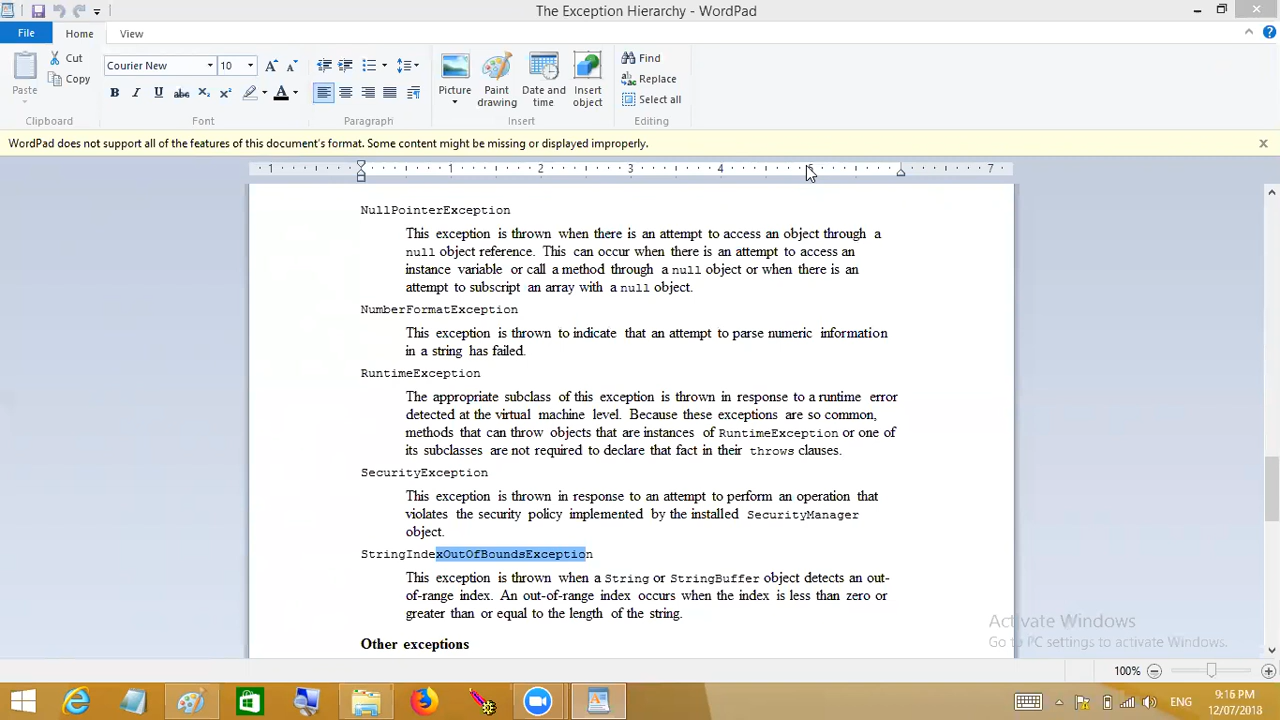 The Exception Hierarchy - WordPad
File Home View
Cut
Copy
Paste
Clipboard
Courier New 10
Font
Paragraph
Picture
Paint drawing
Date and time
Insert object
Insert
Find
Replace
Select all
Editing
WordPad does not support all of the features of this document's format. Some content might be missing or displayed improperly.
1 1 2 3 4 5 7
NullPointerException
This exception is thrown when there is an attempt to access an object through a
null object reference. This can occur when there is an attempt to access an
instance variable or call a method through a null object or when there is an
attempt to subscript an array with a null object.
NumberFormatException
This exception is thrown to indicate that an attempt to parse numeric information
in a string has failed.
RuntimeException
The appropriate subclass of this exception is thrown in response to a runtime error
detected at the virtual machine level. Because these exceptions are so common,
methods that can throw objects that are instances of RuntimeException or one of
its subclasses are not required to declare that fact in their throws clauses.
SecurityException
This exception is thrown in response to an attempt to perform an operation that
violates the security policy implemented by the installed SecurityManager
object.
StringIndexOutOfBoundsException
This exception is thrown when a String or StringBuffer object detects an out-
of-range index. An out-of-range index occurs when the index is less than zero or
greater than or equal to the length of the string.
Other exceptions
Activate Windows
Go to PC settings to activate Windows.
100%
ENG
9:16 PM
12/07/2018